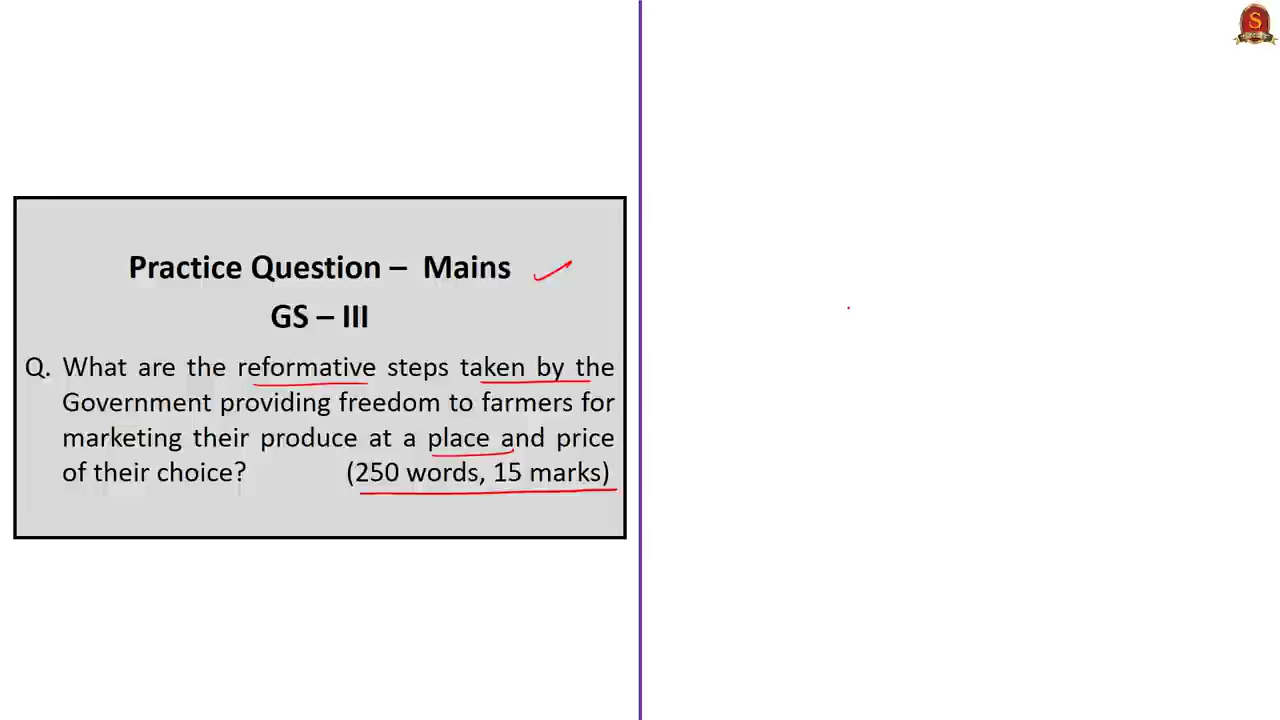 S
Practice Question – Mains
GS – III
Q. What are the reformative steps taken by the
Government providing freedom to farmers for
marketing their produce at a place and price
of their choice? (250 words, 15 marks)